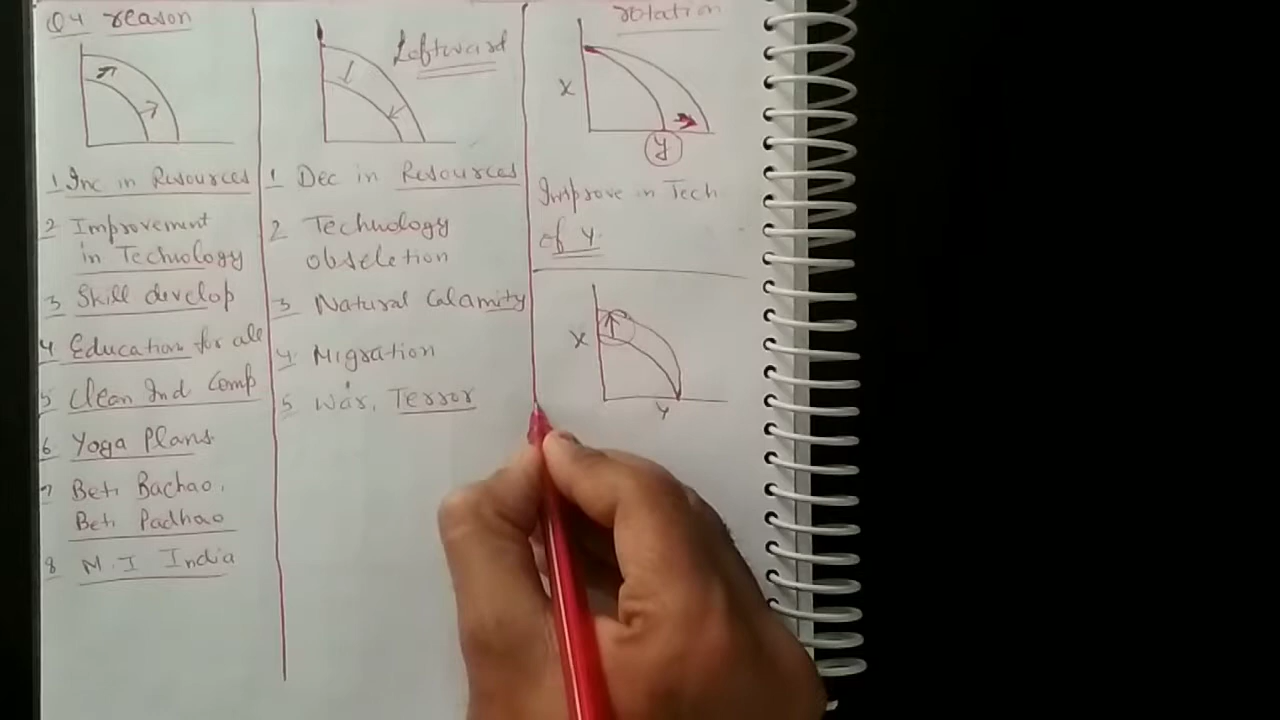 Q4 reason
1 Inc in Resources
2 Improvement
in Technology
3 Skill develop
4 Education for all
5 Clean Ind Comp
6 Yoga Plans
7 Beti Bachao,
Beti Padhao
8 M.I India
Leftward
1 Dec in Resources
2 Technology
obseletion
3 Natural Calamity
4 Migration
5 War, Terror
rotation
X
y
Improve in Tech
of Y.
X
Y